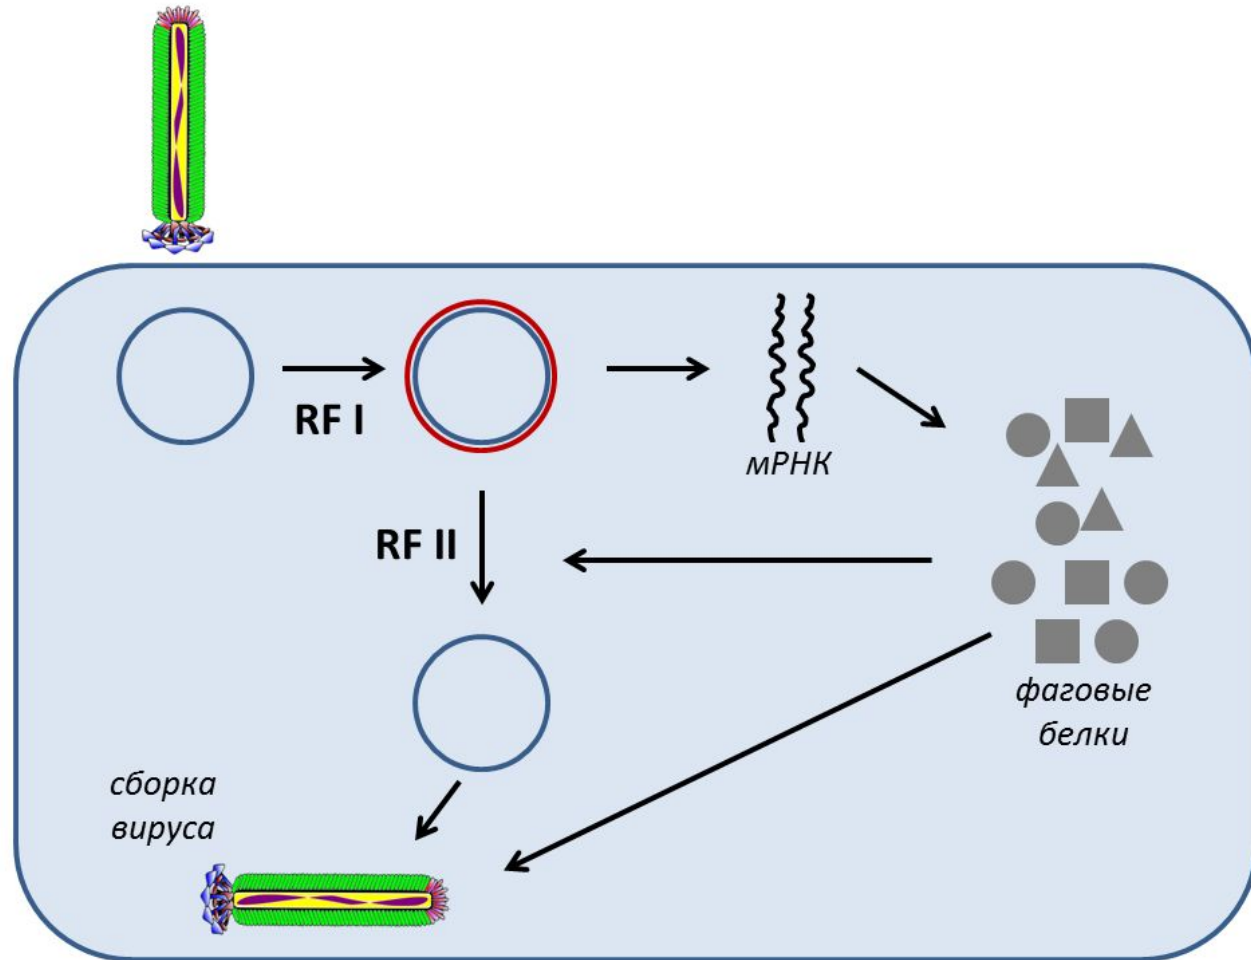 RF I
мРНК
RF II
фаговые
белки
сборка
вируса